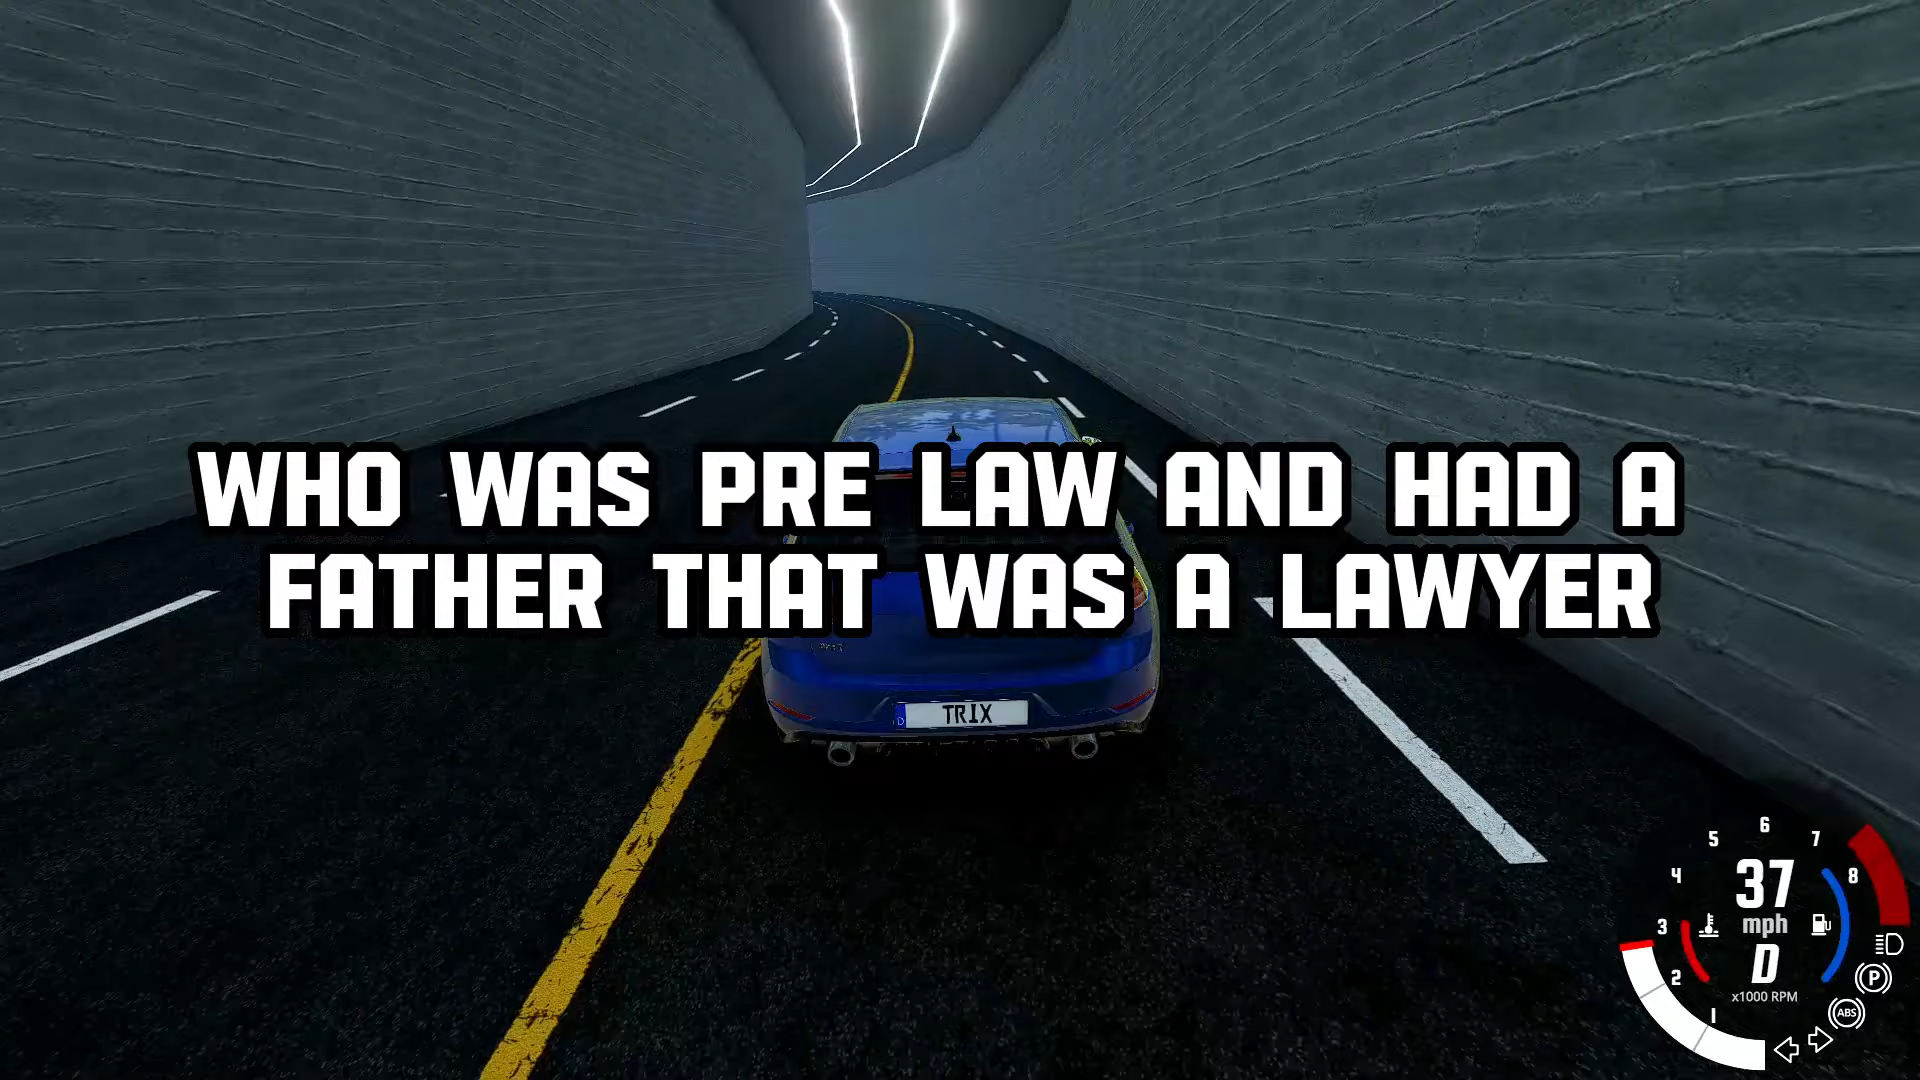 WHO WAS PRE LAW AND HAD A
FATHER THAT WAS A LAWYER
D
TRIX
1
2
3
4
5
6
7
8
37
mph
D
x1000 RPM
P
ABS